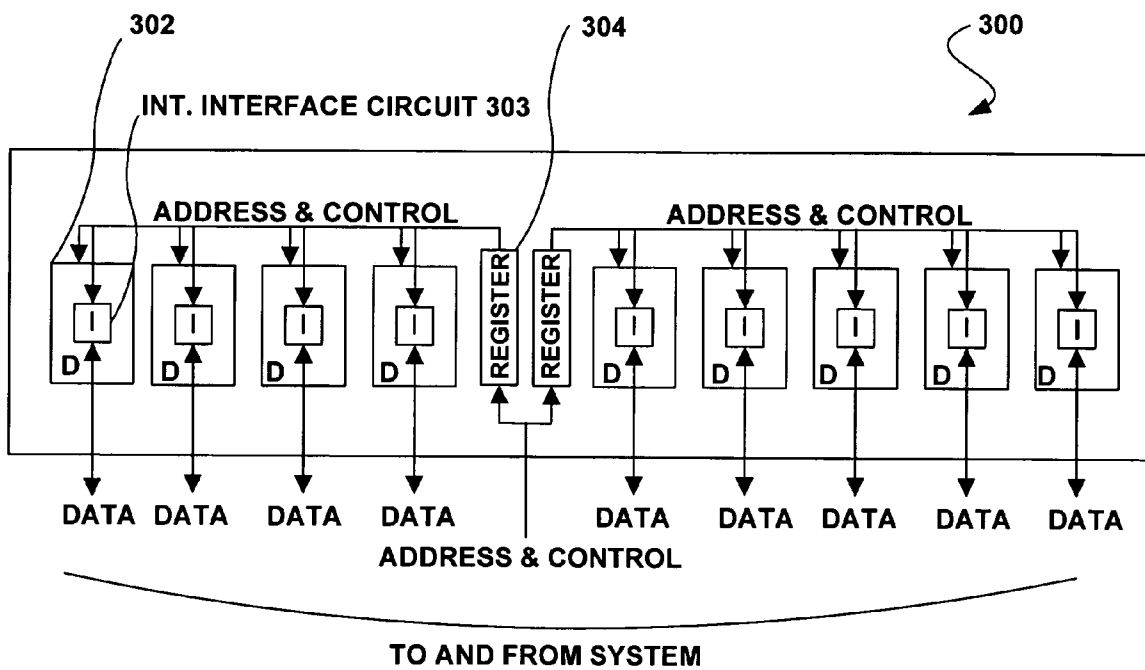 302
304
300
INT. INTERFACE CIRCUIT 303
ADDRESS & CONTROL
ADDRESS & CONTROL
REGISTER
REGISTER
I
I
I
I
I
I
I
I
I
D
D
D
D
D
D
D
D
D
DATA
DATA
DATA
DATA
DATA
DATA
DATA
DATA
DATA
ADDRESS & CONTROL
TO AND FROM SYSTEM